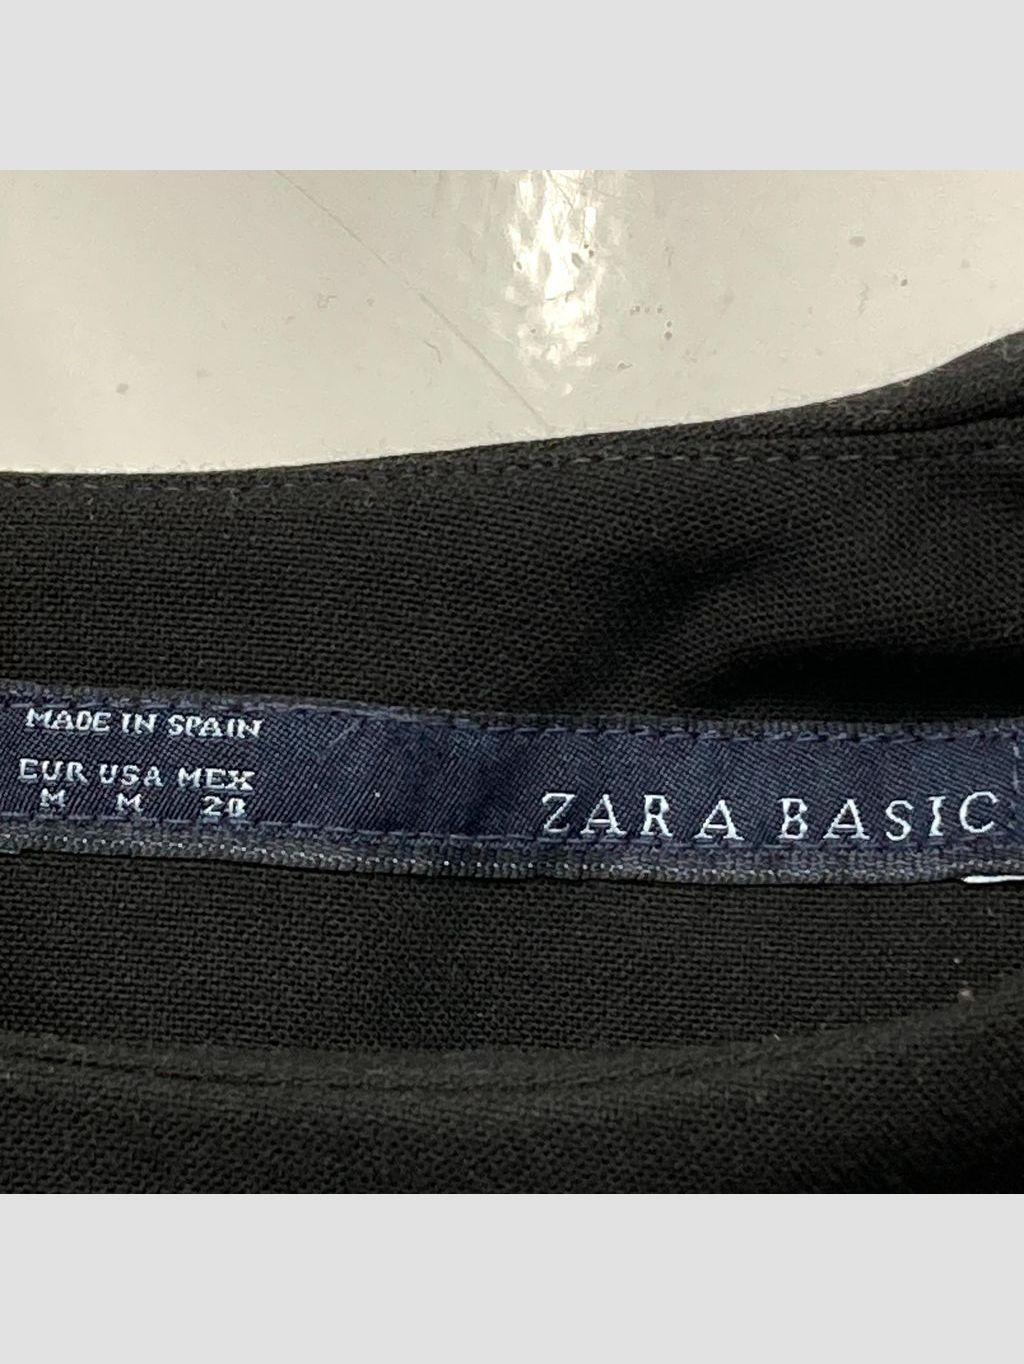 MADE IN SPAIN
EUR USA MEX
M M 28
ZARA BASIC